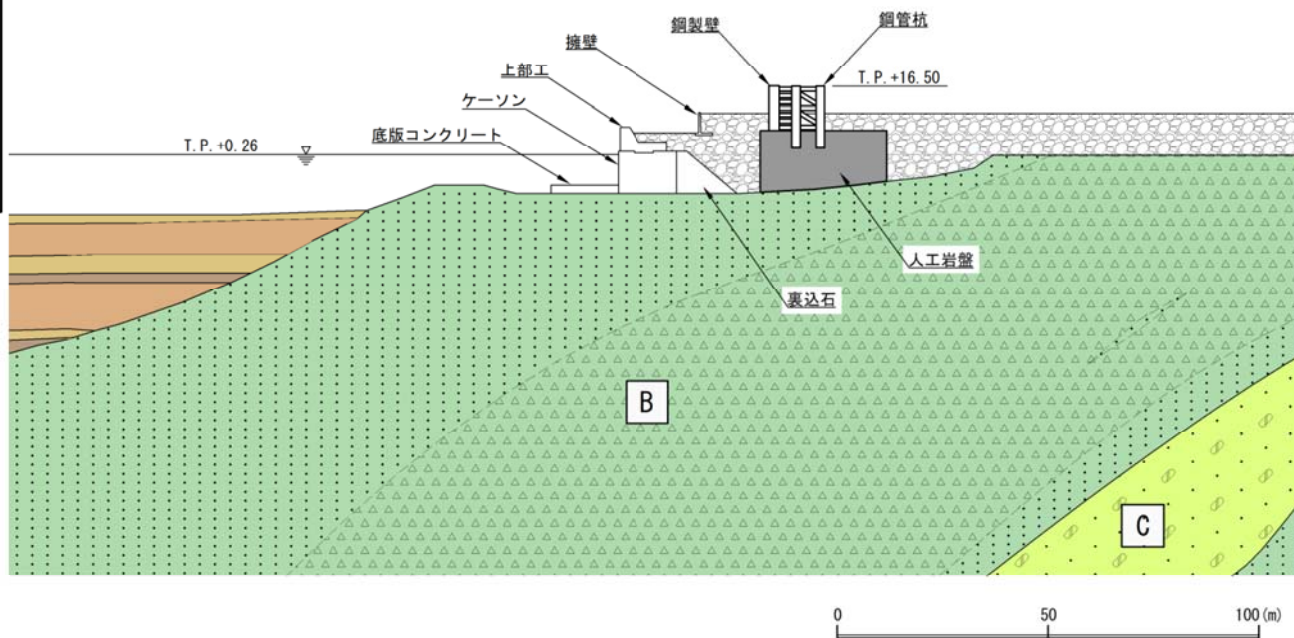 鋼製壁
鋼管杭
擁壁
上部工
T.P.+16.50
ケーソン
底版コンクリート
T.P.+0.26
人工岩盤
裏込石
B
C
0 50 100(m)